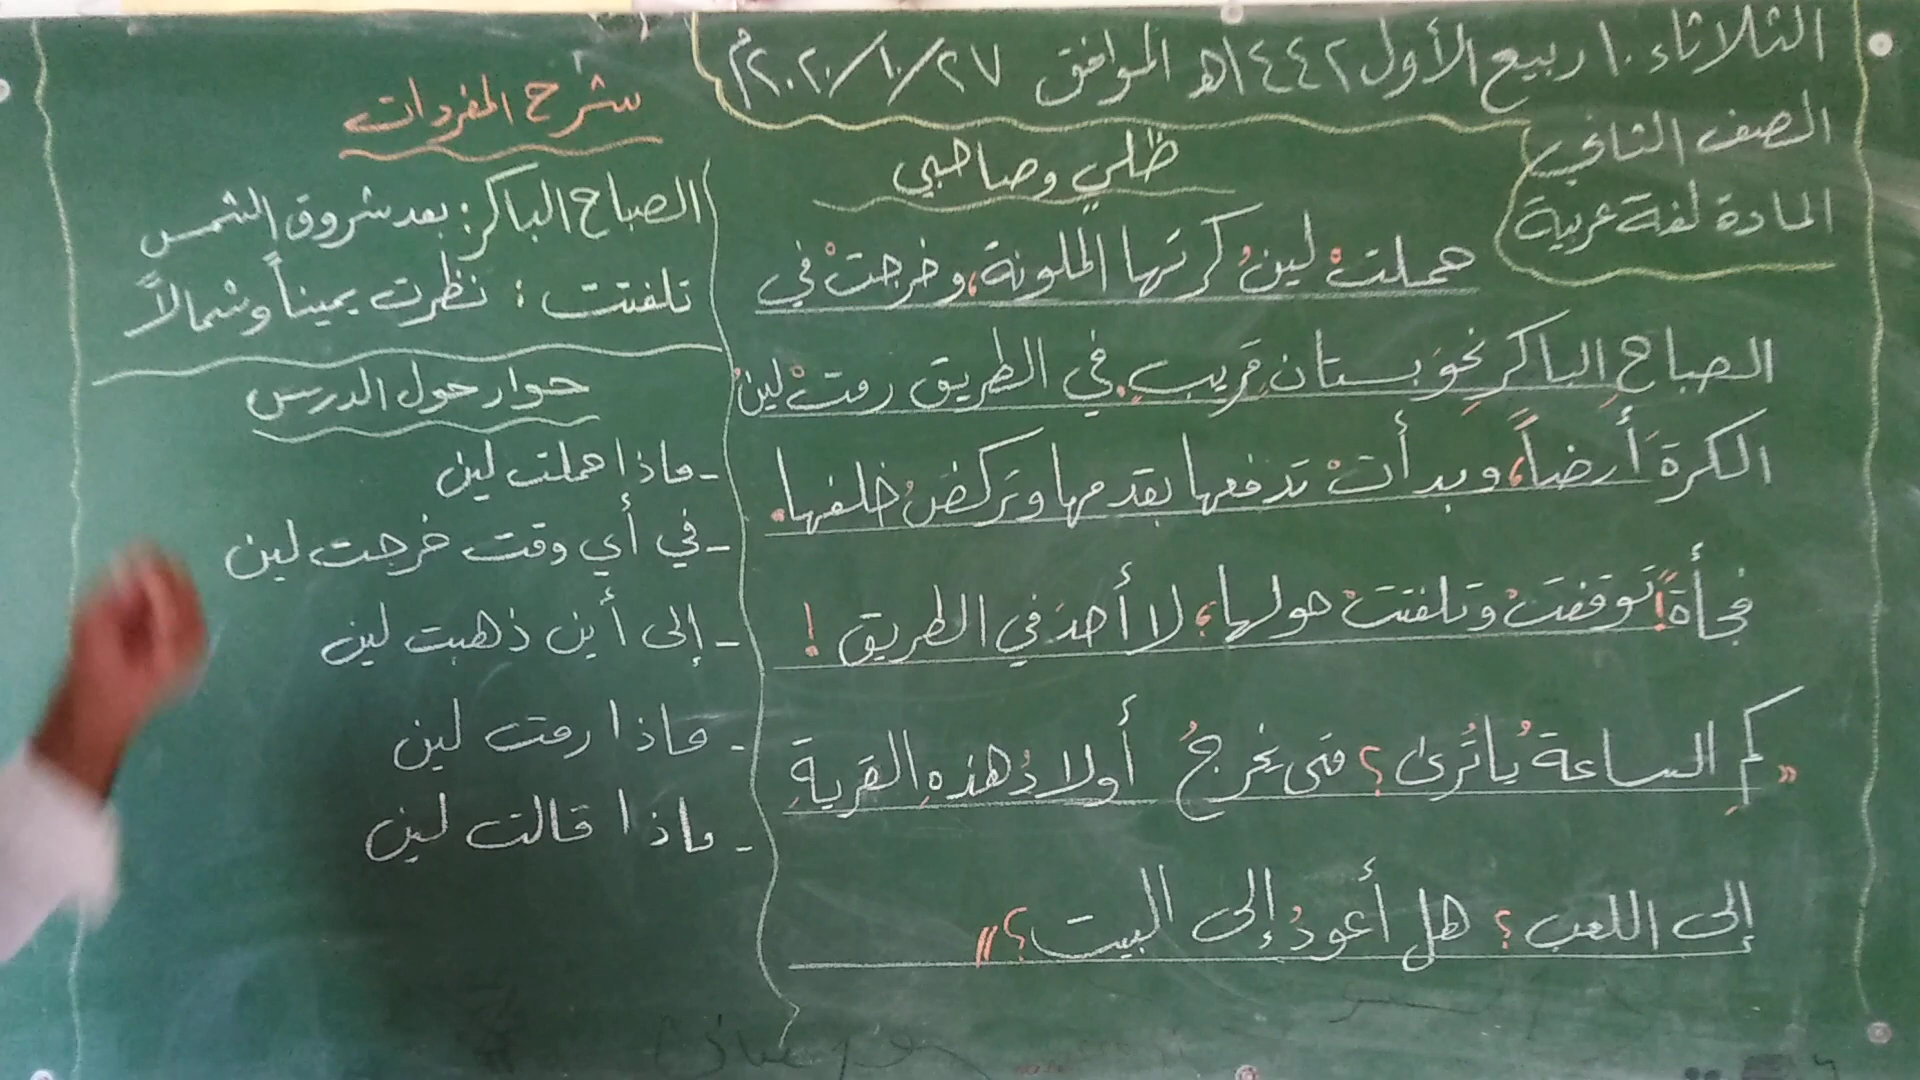 الثلاثاء ١٠ ربيع الأول ١٤٤٢هـ الموافق ٢٧/١٠/٢٠٢٠م
الصف الثاني
المادة لغة عربية
ظلي وصاحبي
حملتْ لينُ كرتها الملونة، وخرجتْ في
الصباحِ الباكرِ نحوَ بستانٍ قريبٍ. في الطريق رمتْ لينُ
الكرةَ أرضاً، وبدأتْ تدفعها بقدمها وتركضُ خلفها.
فجأةً! توقفتْ وتلفتتْ حولها، لا أحدَ في الطريق!
"كمِ الساعةُ ياتُرى؟ متى يخرجُ أولادُ هذهِ القريةِ
إلى اللعب؟ هل أعودُ إلى البيت؟"
شرح المفردات
الصباح الباكر: بعد شروق الشمس
تلفتت: نظرت يميناً وشمالاً
حوار حول الدرس
- ماذا حملت لين
- في أي وقت خرجت لين
- إلى أين ذهبت لين
- ماذا رمت لين
- ماذا قالت لين